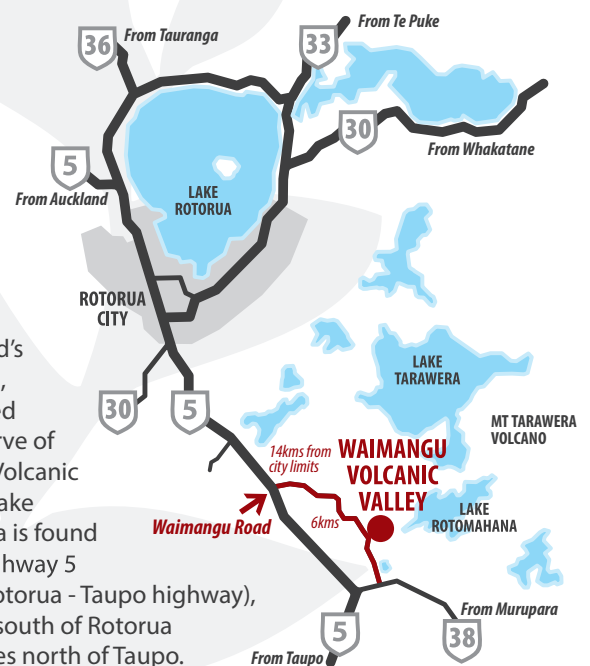 36
From Tauranga
33
From Te Puke
30
From Whakatane
5
From Auckland
LAKE
ROTORUA
ROTORUA
CITY
30
5
LAKE
TARAWERA
MT TARAWERA
VOLCANO
14kms from
city limits
WAIMANGU
VOLCANIC
VALLEY
Waimangu Road
6kms
LAKE
ROTOMAHANA
5
From Taupo
From Murupara
38
d's
,
ed
rve of
Volcanic
ake
a is found
hway 5
otorua - Taupo highway),
south of Rotorua
es north of Taupo.